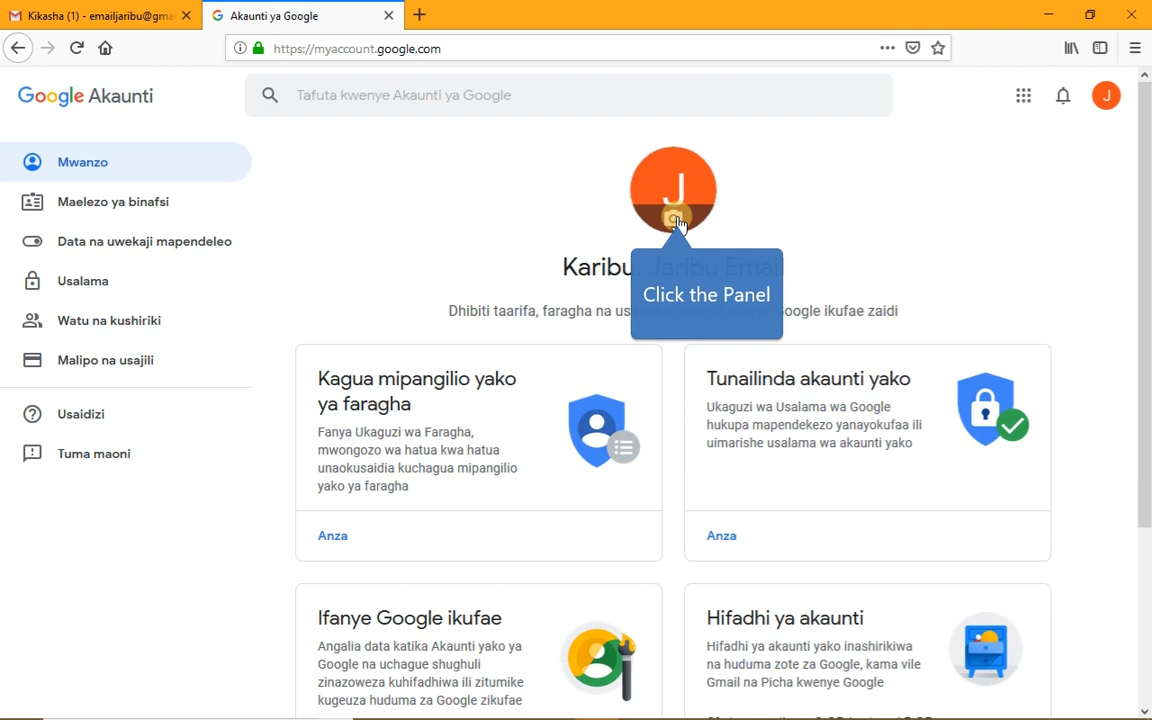 Kikasha (1) - emailjaribu@gma
Akaunti ya Google
https://myaccount.google.com
Google Akaunti
Tafuta kwenye Akaunti ya Google
J
Mwanzo
Maelezo ya binafsi
Data na uwekaji mapendeleo
Usalama
Watu na kushiriki
Malipo na usajili
Usaidizi
Tuma maoni
J
Karibu, Jaribu Email
Click the Panel
Dhibiti taarifa, faragha na us oogle ikufae zaidi
Kagua mipangilio yako
ya faragha
Fanya Ukaguzi wa Faragha,
mwongozo wa hatua kwa hatua
unaokusaidia kuchagua mipangilio
yako ya faragha
Anza
Tunailinda akaunti yako
Ukaguzi wa Usalama wa Google
hukupa mapendekezo yanayokufaa ili
uimarishe usalama wa akaunti yako
Anza
Ifanye Google ikufae
Angalia data katika Akaunti yako ya
Google na uchague shughuli
zinazoweza kuhifadhiwa ili zitumike
kugeuza huduma za Google zikufae
Hifadhi ya akaunti
Hifadhi ya akaunti yako inashirikiwa
na huduma zote za Google, kama vile
Gmail na Picha kwenye Google